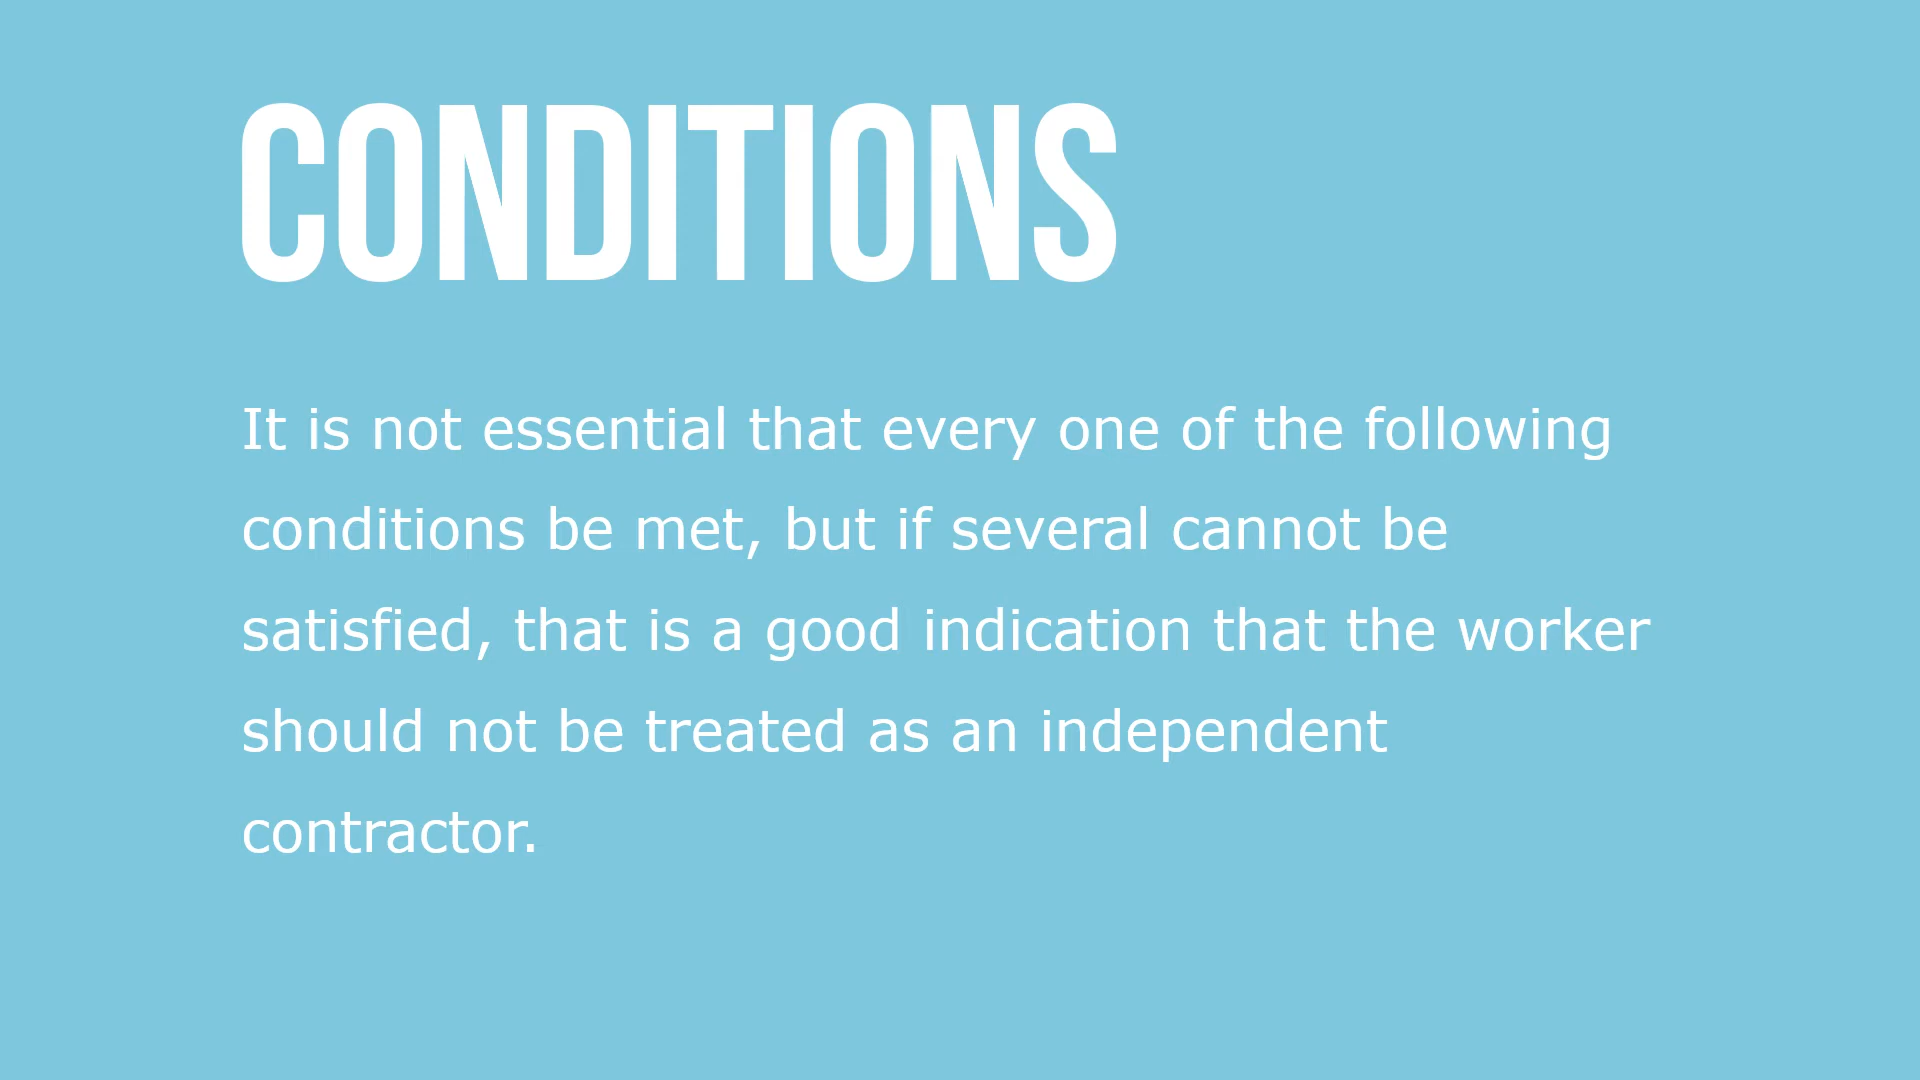 CONDITIONS
It is not essential that every one of the following
conditions be met, but if several cannot be
satisfied, that is a good indication that the worker
should not be treated as an independent
contractor.